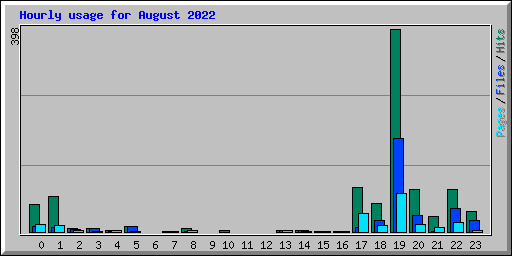 Hourly usage for August 2022
398
Pages/Files/Hits
0 1 2 3 4 5 6 7 8 9 10 11 12 13 14 15 16 17 18 19 20 21 22 23